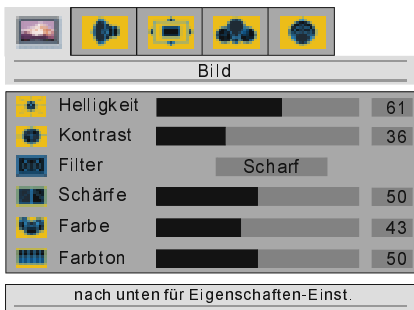 Bild
Helligkeit 61
Kontrast 36
Filter Scharf
Schärfe 50
Farbe 43
Farbton 50
nach unten für Eigenschaften-Einst.